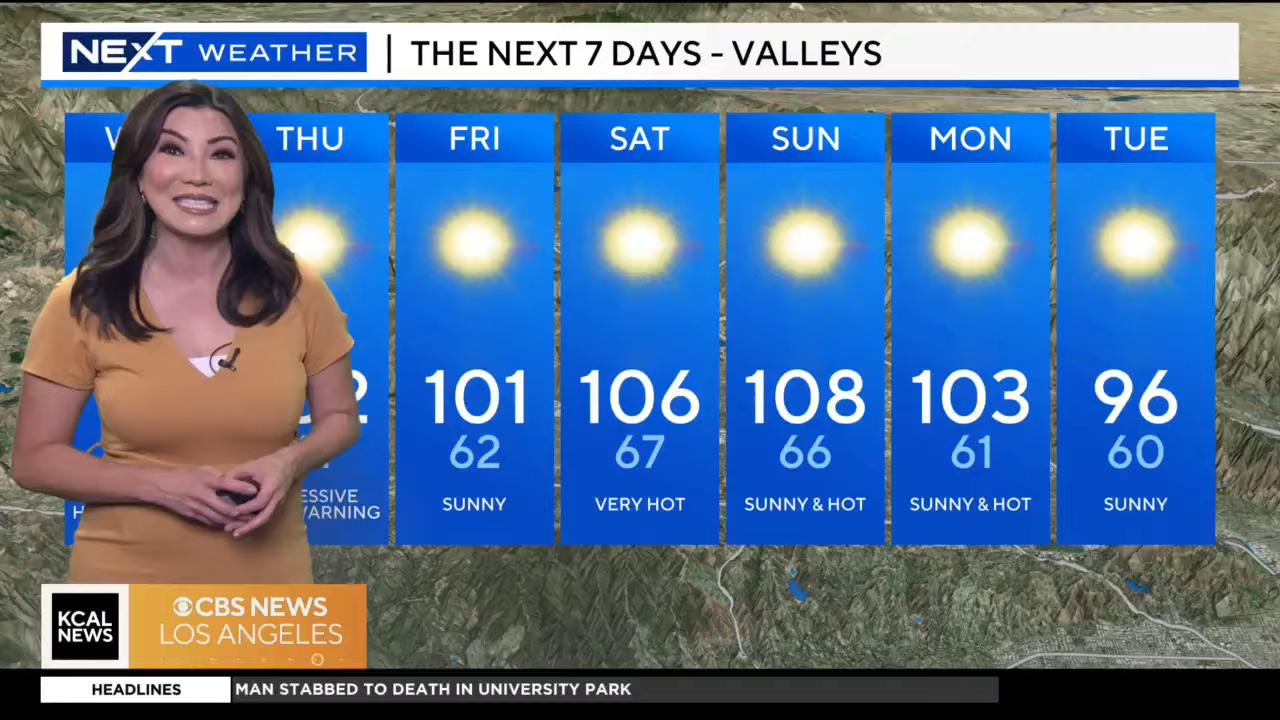 NEXT WEATHER | THE NEXT 7 DAYS - VALLEYS
THU FRI SAT SUN MON TUE
101 106 108 103 96
62 67 66 61 60
SUNNY VERY HOT SUNNY & HOT SUNNY & HOT SUNNY
WARNING
KCAL NEWS
CBS NEWS
LOS ANGELES
HEADLINES MAN STABBED TO DEATH IN UNIVERSITY PARK